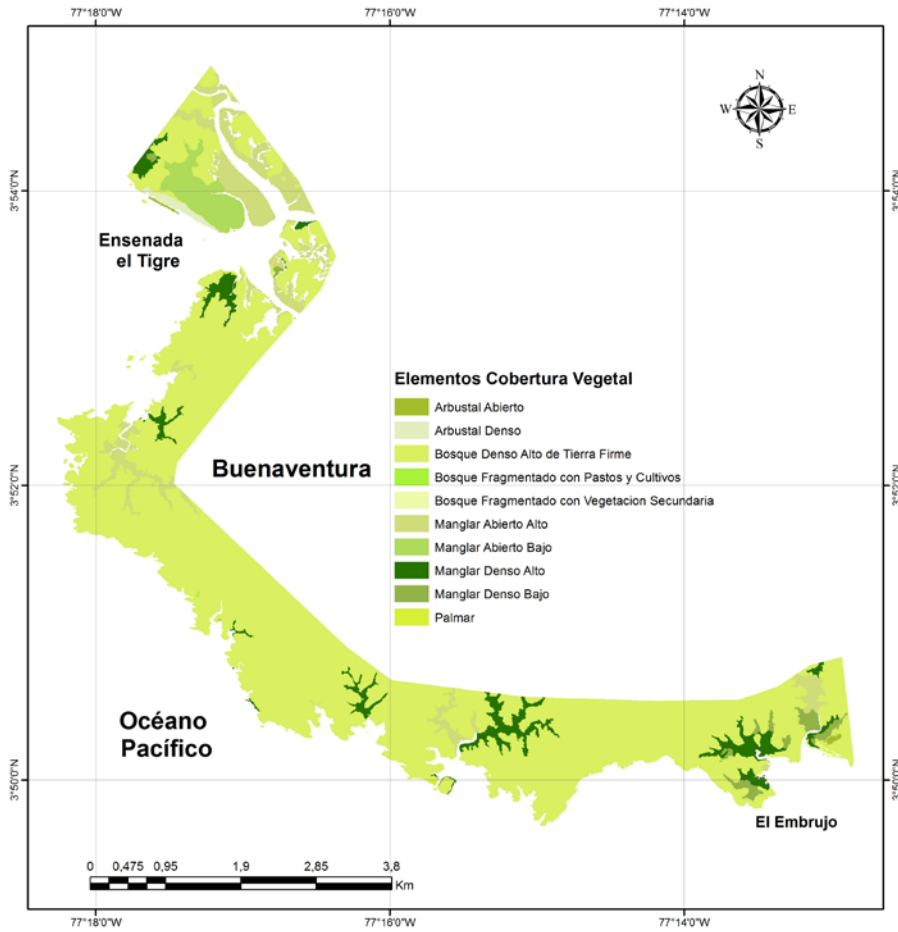 77°18'0"W 77°16'0"W 77°14'0"W
N
W E
S
3°54'0"N 3°54'0"N
Ensenada
el Tigre
Elementos Cobertura Vegetal
Arbustal Abierto
Arbustal Denso
Bosque Denso Alto de Tierra Firme
Buenaventura
Bosque Fragmentado con Pastos y Cultivos
3°52'0"N 3°52'0"N
Bosque Fragmentado con Vegetacion Secundaria
Manglar Abierto Alto
Manglar Abierto Bajo
Manglar Denso Alto
Manglar Denso Bajo
Palmar
Océano
Pacífico
3°50'0"N 3°50'0"N
El Embrujo
0 0,475 0,95 1,9 2,85 3,8
Km
77°18'0"W 77°16'0"W 77°14'0"W